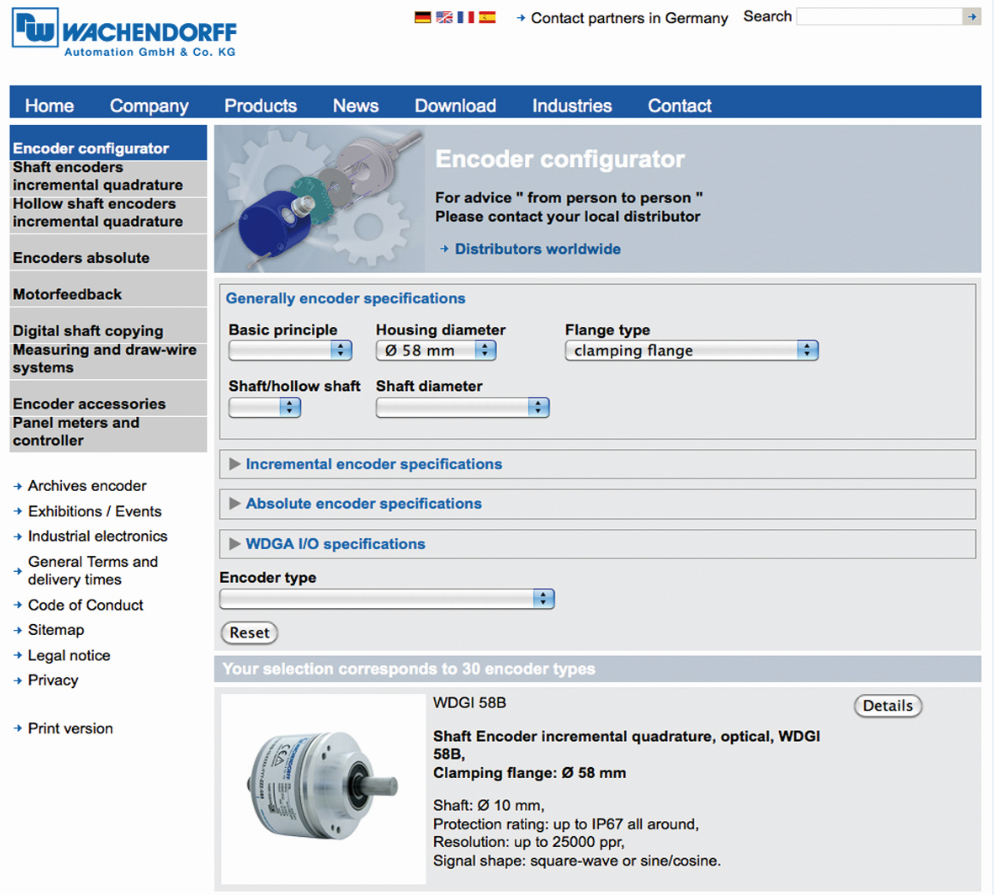 WACHENDORFF
Automation GmbH & Co. KG
Contact partners in Germany
Search
Home
Company
Products
News
Download
Industries
Contact
Encoder configurator
Shaft encoders
incremental quadrature
Hollow shaft encoders
incremental quadrature
Encoders absolute
Motorfeedback
Digital shaft copying
Measuring and draw-wire
systems
Encoder accessories
Panel meters and
controller
Archives encoder
Exhibitions / Events
Industrial electronics
General Terms and
delivery times
Code of Conduct
Sitemap
Legal notice
Privacy
Print version
Encoder configurator
For advice " from person to person "
Please contact your local distributor
Distributors worldwide
Generally encoder specifications
Basic principle
Housing diameter
Flange type
Ø 58 mm
clamping flange
Shaft/hollow shaft
Shaft diameter
Incremental encoder specifications
Absolute encoder specifications
WDGA I/O specifications
Encoder type
Reset
Your selection corresponds to 30 encoder types
WDGI 58B
Details
Shaft Encoder incremental quadrature, optical, WDGI
58B,
Clamping flange: Ø 58 mm
Shaft: Ø 10 mm,
Protection rating: up to IP67 all around,
Resolution: up to 25000 ppr,
Signal shape: square-wave or sine/cosine.